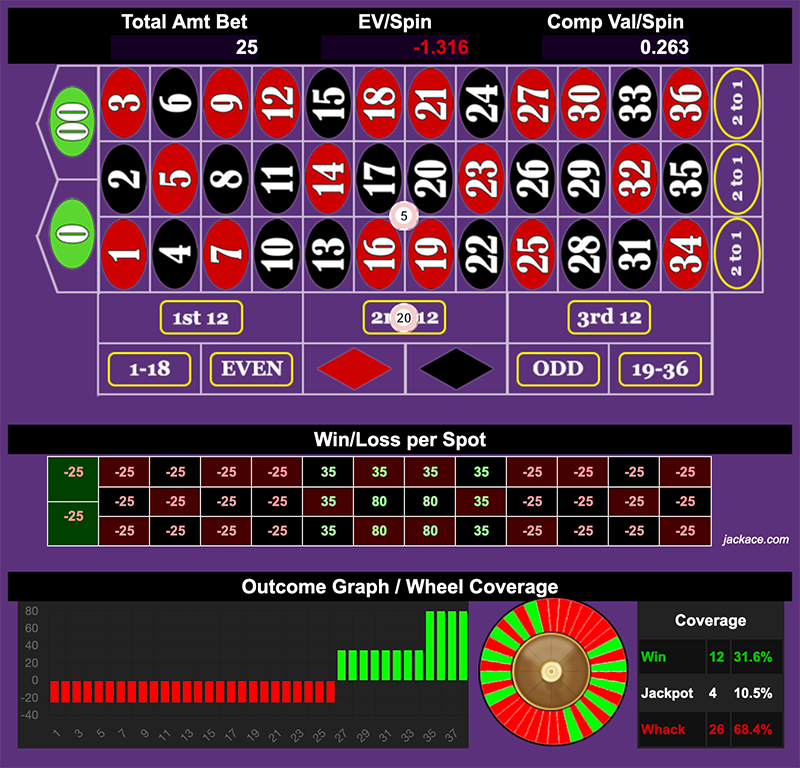 Total Amt Bet EV/Spin Comp Val/Spin
25 -1.316 0.263
00 3 6 9 12 15 18 21 24 27 30 33 36 2 to 1
2 5 8 11 14 17 20 23 26 29 32 35 2 to 1
5
0 1 4 7 10 13 16 19 22 25 28 31 34 2 to 1
1st 12 2n 20 12 3rd 12
1-18 EVEN ODD 19-36
Win/Loss per Spot
-25 -25 -25 -25 -25 35 35 35 35 -25 -25 -25 -25
-25 -25 -25 -25 35 80 80 35 -25 -25 -25 -25
-25 -25 -25 -25 -25 35 80 80 35 -25 -25 -25 -25
jackace.com
Outcome Graph / Wheel Coverage
80
60
40
20
0
-20
-40
1 3 5 7 9 11 13 15 17 19 21 23 25 27 29 31 33 35 37
Coverage
Win 12 31.6%
Jackpot 4 10.5%
Whack 26 68.4%